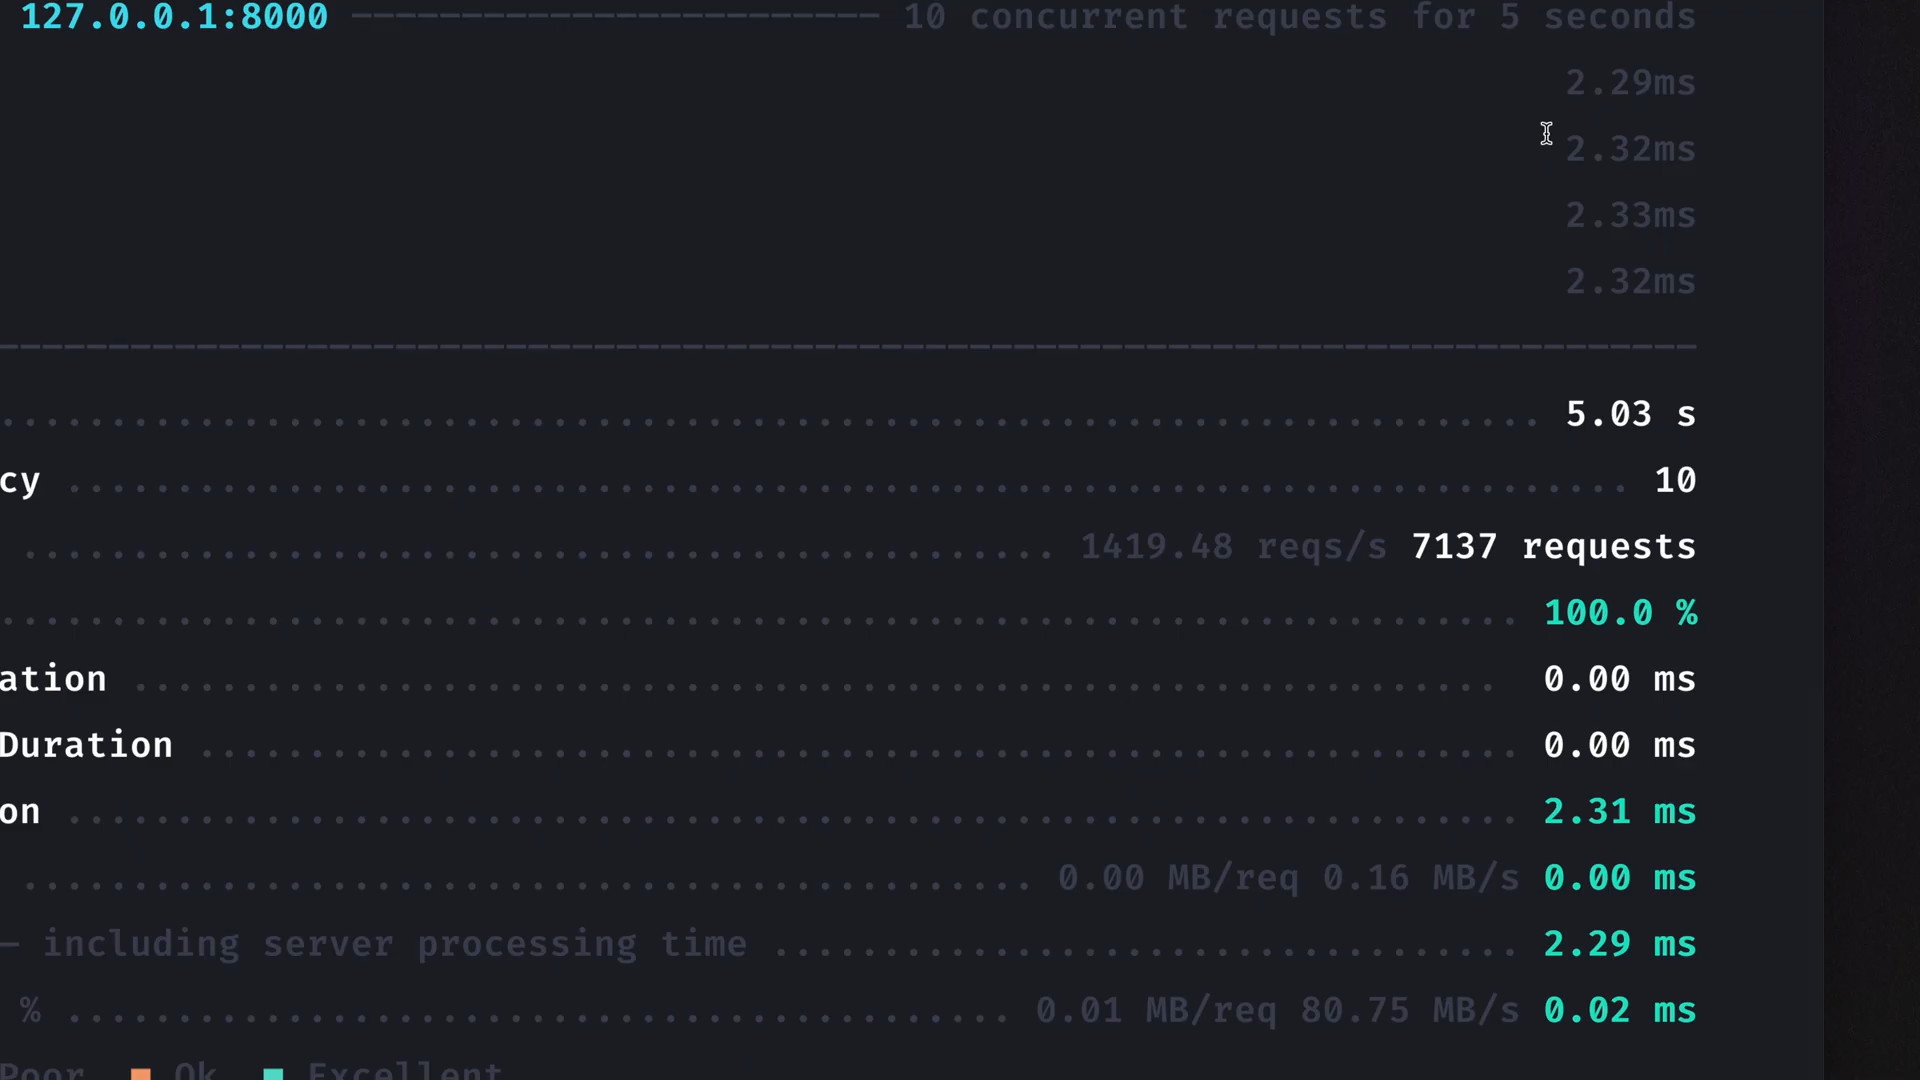 127.0.0.1:8000 ———————————————————————— 10 concurrent requests for 5 seconds
2.29ms
2.32ms
2.33ms
2.32ms
5.03 s
cy 10
1419.48 reqs/s 7137 requests
100.0 %
ation 0.00 ms
Duration 0.00 ms
on 2.31 ms
0.00 MB/req 0.16 MB/s 0.00 ms
— including server processing time 2.29 ms
% 0.01 MB/req 80.75 MB/s 0.02 ms
Poor Ok Excellent